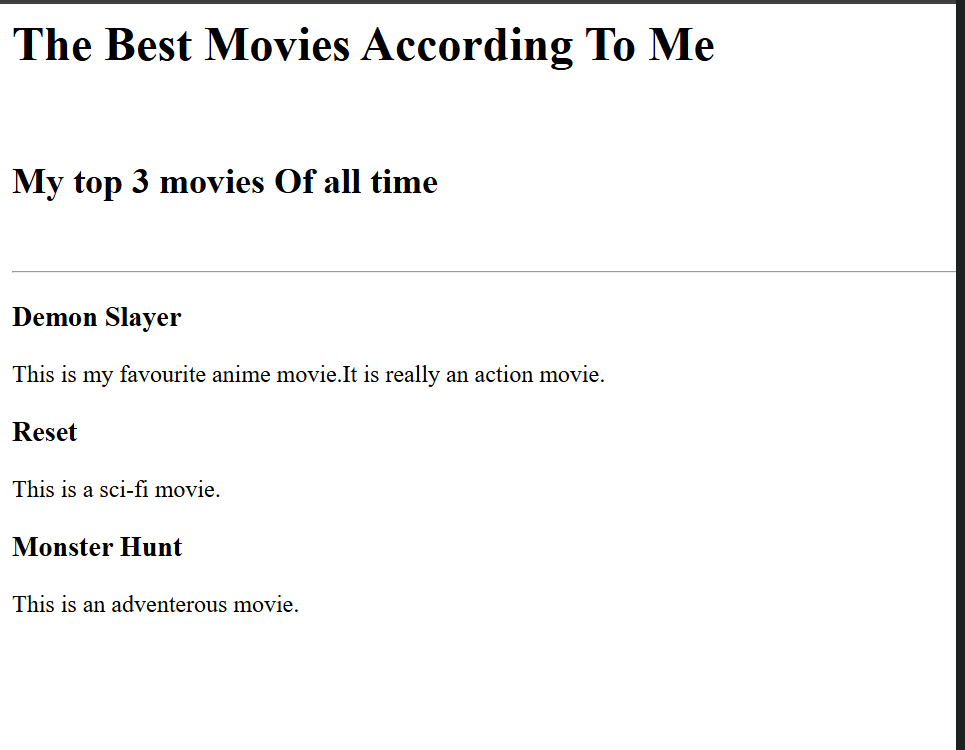 The Best Movies According To Me
My top 3 movies Of all time
Demon Slayer
This is my favourite anime movie.It is really an action movie.
Reset
This is a sci-fi movie.
Monster Hunt
This is an adventerous movie.